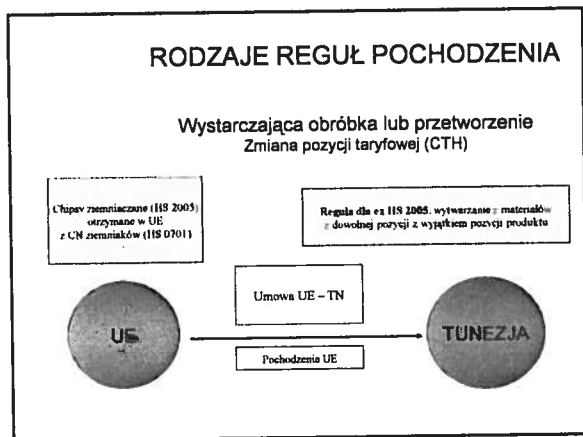 RODZAJE REGUŁ POCHODZENIA
Wystarczająca obróbka lub przetworzenie
Zmiana pozycji taryfowej (CTH)
Chipsy ziemniaczane (HS 2005)
otrzymane w UE
z CN ziemniaków (HS 0701)
Reguła dla ex HS 2005. wytwarzanie z materiałów
z dowolnej pozycji z wyjątkiem pozycji produktu
Umowa UE – TN
UE
TUNEZJA
Pochodzenia UE